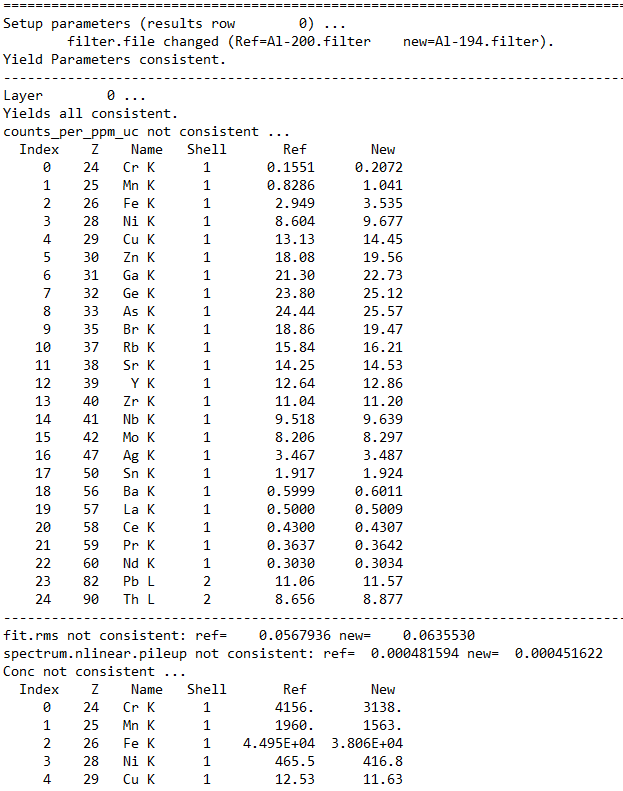 ================================================================================
Setup parameters (results row        0) ...
        filter.file changed (Ref=Al-200.filter    new=Al-194.filter).
Yield Parameters consistent.
--------------------------------------------------------------------------------
Layer        0 ...
Yields all consistent.
counts_per_ppm_uc not consistent ...
  Index    Z    Name   Shell       Ref        New
     0    24   Cr K      1       0.1551     0.2072
     1    25   Mn K      1       0.8286     1.041
     2    26   Fe K      1       2.949      3.535
     3    28   Ni K      1       8.604      9.677
     4    29   Cu K      1       13.13      14.45
     5    30   Zn K      1       18.08      19.56
     6    31   Ga K      1       21.30      22.73
     7    32   Ge K      1       23.80      25.12
     8    33   As K      1       24.44      25.57
     9    35   Br K      1       18.86      19.47
    10    37   Rb K      1       15.84      16.21
    11    38   Sr K      1       14.25      14.53
    12    39    Y K      1       12.64      12.86
    13    40   Zr K      1       11.04      11.20
    14    41   Nb K      1       9.518      9.639
    15    42   Mo K      1       8.206      8.297
    16    47   Ag K      1       3.467      3.487
    17    50   Sn K      1       1.917      1.924
    18    56   Ba K      1       0.5999     0.6011
    19    57   La K      1       0.5000     0.5009
    20    58   Ce K      1       0.4300     0.4307
    21    59   Pr K      1       0.3637     0.3642
    22    60   Nd K      1       0.3030     0.3034
    23    82   Pb L      2       11.06      11.57
    24    90   Th L      2       8.656      8.877
--------------------------------------------------------------------------------
fit.rms not consistent: ref=    0.0567936 new=    0.0635530
spectrum.nlinear.pileup not consistent: ref=  0.000481594 new=  0.000451622
Conc not consistent ...
  Index    Z    Name   Shell       Ref        New
     0    24   Cr K      1        4156.      3138.
     1    25   Mn K      1        1960.      1563.
     2    26   Fe K      1    4.495E+04  3.806E+04
     3    28   Ni K      1        465.5      416.8
     4    29   Cu K      1        12.53      11.63